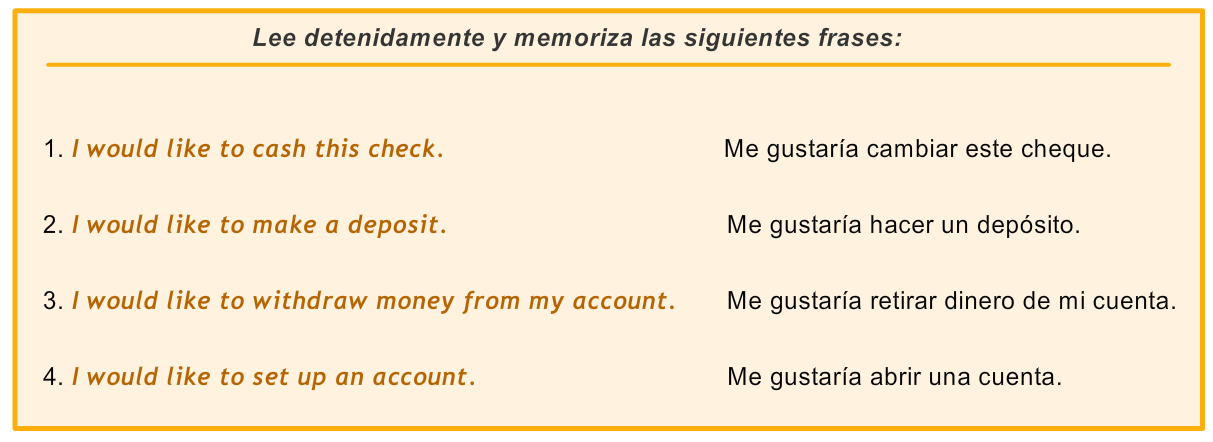 Lee detenidamente y memoriza las siguientes frases:
1. I would like to cash this check. Me gustaría cambiar este cheque.
2. I would like to make a deposit. Me gustaría hacer un depósito.
3. I would like to withdraw money from my account. Me gustaría retirar dinero de mi cuenta.
4. I would like to set up an account. Me gustaría abrir una cuenta.